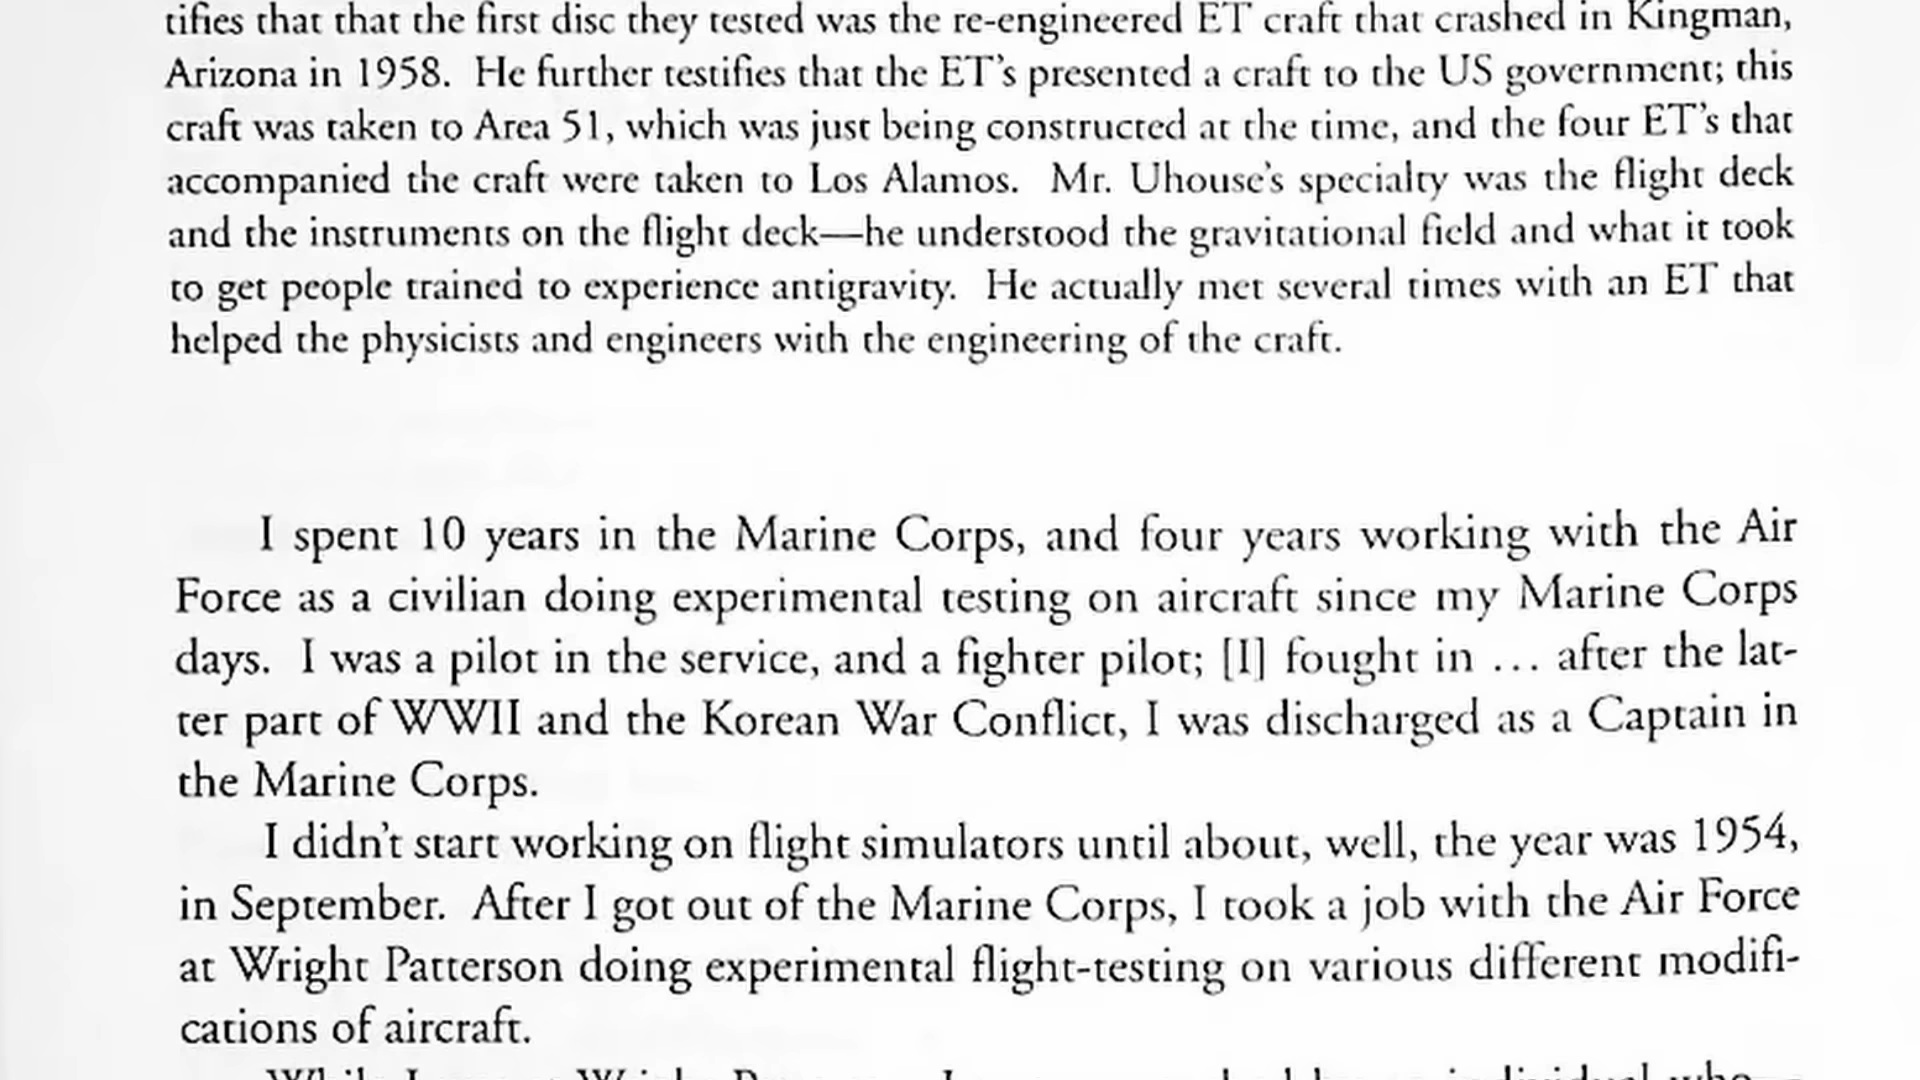 tifies that that the first disc they tested was the re-engineered ET craft that crashed in Kingman,
Arizona in 1958. He further testifies that the ET's presented a craft to the US government; this
craft was taken to Area 51, which was just being constructed at the time, and the four ET's that
accompanied the craft were taken to Los Alamos. Mr. Uhouse's specialty was the flight deck
and the instruments on the flight deck—he understood the gravitational field and what it took
to get people trained to experience antigravity. He actually met several times with an ET that
helped the physicists and engineers with the engineering of the craft.
I spent 10 years in the Marine Corps, and four years working with the Air
Force as a civilian doing experimental testing on aircraft since my Marine Corps
days. I was a pilot in the service, and a fighter pilot; [I] fought in ... after the lat-
ter part of WWII and the Korean War Conflict, I was discharged as a Captain in
the Marine Corps.
I didn't start working on flight simulators until about, well, the year was 1954,
in September. After I got out of the Marine Corps, I took a job with the Air Force
at Wright Patterson doing experimental flight-testing on various different modifi-
cations of aircraft.